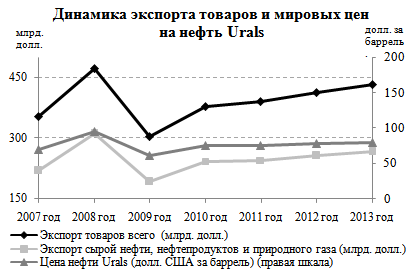 Динамика экспорта товаров и мировых цен
на нефть Urals
млрд.
долл.
долл. за
баррель
450
300
150
200
150
100
50
0
2007 год 2008 год 2009 год 2010 год 2011 год 2012 год 2013 год
Экспорт товаров всего (млрд. долл.)
Экспорт сырой нефти, нефтепродуктов и природного газа (млрд. долл.)
Цена нефти Urals (долл. США за баррель) (правая шкала)